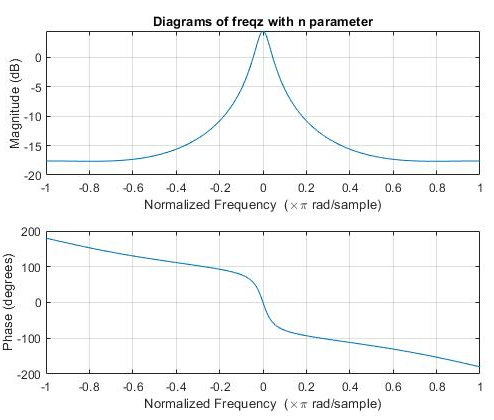 Diagrams of freqz with n parameter
Magnitude (dB)
0
-5
-10
-15
-20
-1 -0.8 -0.6 -0.4 -0.2 0 0.2 0.4 0.6 0.8 1
Normalized Frequency (×π rad/sample)
Phase (degrees)
200
100
0
-100
-200
-1 -0.8 -0.6 -0.4 -0.2 0 0.2 0.4 0.6 0.8 1
Normalized Frequency (×π rad/sample)